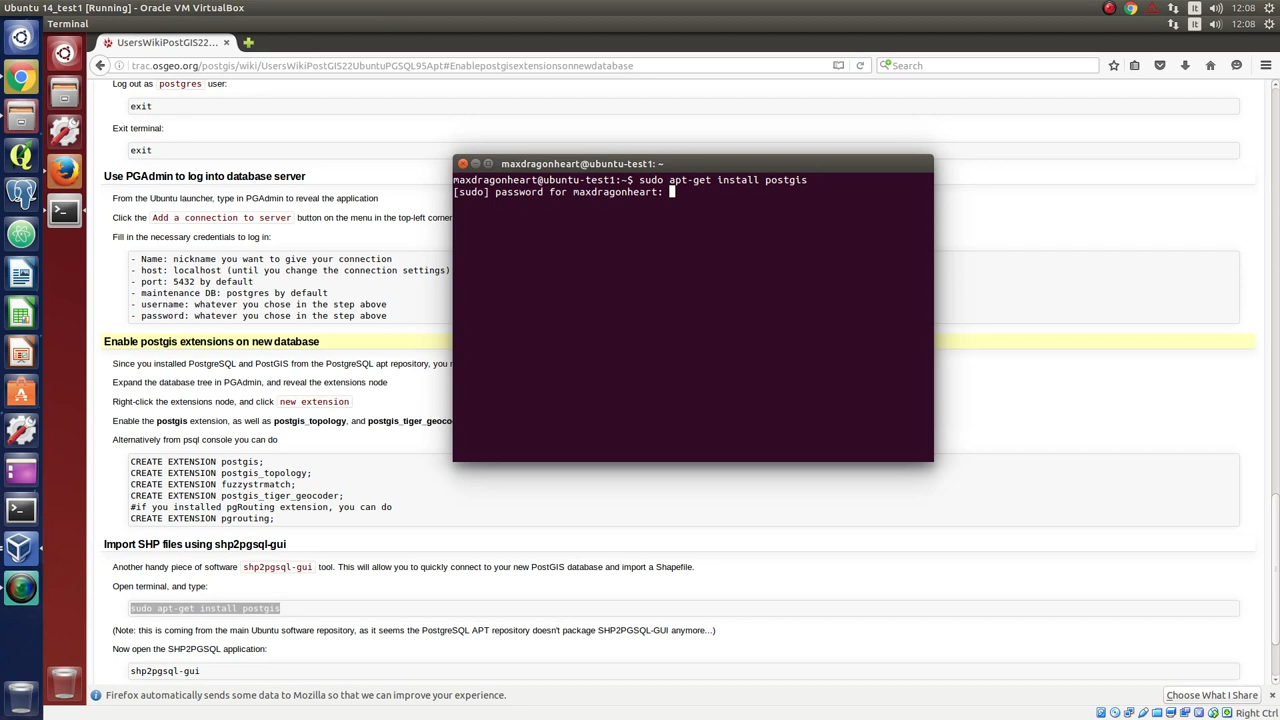 Ubuntu 14_test1 [Running] - Oracle VM VirtualBox
It
12:08
Terminal
It
12:08
UsersWikiPostGIS22...
trac.osgeo.org/postgis/wiki/UsersWikiPostGIS22UbuntuPGSQL95Apt#Enablepostgisextensionsonnewdatabase
Search
Log out as postgres user:
exit
Exit terminal:
exit
Use PGAdmin to log into database server
From the Ubuntu launcher, type in PGAdmin to reveal the application
Click the Add a connection to server button on the menu in the top-left corner
Fill in the necessary credentials to log in:
- Name: nickname you want to give your connection
- host: localhost (until you change the connection settings)
- port: 5432 by default
- maintenance DB: postgres by default
- username: whatever you chose in the step above
- password: whatever you chose in the step above
Enable postgis extensions on new database
Since you installed PostgreSQL and PostGIS from the PostgreSQL apt repository, you
Expand the database tree in PGAdmin, and reveal the extensions node
Right-click the extensions node, and click new extension
Enable the postgis extension, as well as postgis_topology, and postgis_tiger_geoco
Alternatively from psql console you can do
CREATE EXTENSION postgis;
CREATE EXTENSION postgis_topology;
CREATE EXTENSION fuzzystrmatch;
CREATE EXTENSION postgis_tiger_geocoder;
#if you installed pgRouting extension, you can do
CREATE EXTENSION pgrouting;
Import SHP files using shp2pgsql-gui
Another handy piece of software shp2pgsql-gui tool. This will allow you to quickly connect to your new PostGIS database and import a Shapefile.
Open terminal, and type:
sudo apt-get install postgis
(Note: this is coming from the main Ubuntu software repository, as it seems the PostgreSQL APT repository doesn't package SHP2PGSQL-GUI anymore...)
Now open the SHP2PGSQL application:
shp2pgsql-gui
maxdragonheart@ubuntu-test1: ~
maxdragonheart@ubuntu-test1:~$ sudo apt-get install postgis
[sudo] password for maxdragonheart:
Firefox automatically sends some data to Mozilla so that we can improve your experience.
Choose What I Share
Right Ctrl